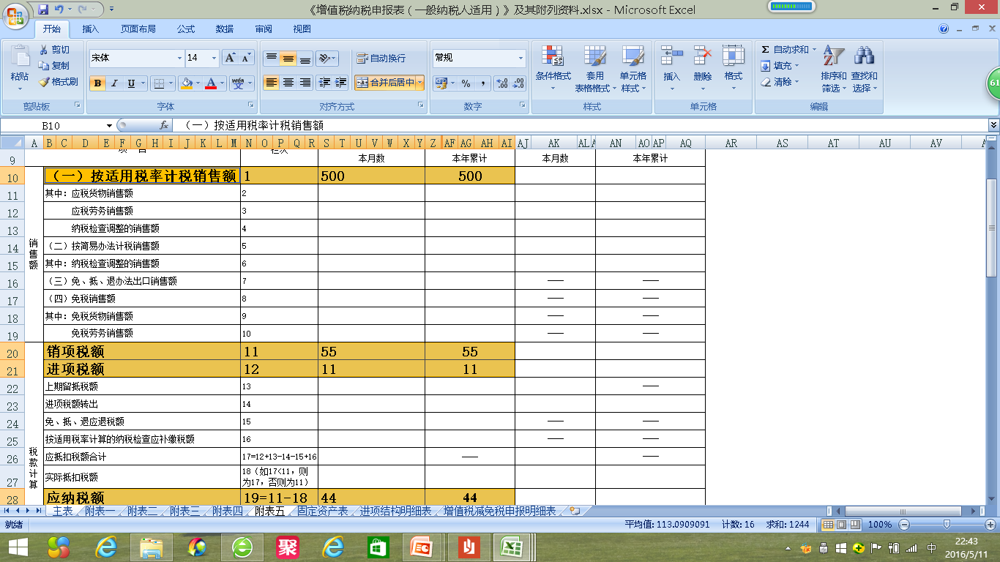 《增值税纳税申报表（一般纳税人适用）》及其附列资料.xlsx - Microsoft Excel
开始 插入 页面布局 公式 数据 审阅 视图
粘贴 剪切 复制 格式刷 剪贴板
宋体 14 B I U A wén 字体
自动换行 合并后居中 对齐方式
常规 % , 数字
条件格式 套用表格格式 单元格样式 样式
插入 删除 格式 单元格
Σ 自动求和 填充 清除 排序和筛选 查找和选择 编辑
61
B10 fx （一）按适用税率计税销售额
A B C D E F G H I J K L M N O P Q R S T U V W X Y Z AF AG AH AI AJ AK AL A AN AO AP AQ AR AS AT AU AV
9 项 目 栏次 本月数 本年累计 本月数 本年累计
10 （一）按适用税率计税销售额 1 500 500
11 其中：应税货物销售额 2
12 应税劳务销售额 3
13 纳税检查调整的销售额 4
销售额
14 （二）按简易办法计税销售额 5
15 其中：纳税检查调整的销售额 6
16 （三）免、抵、退办法出口销售额 7 —— ——
17 （四）免税销售额 8 —— ——
18 其中：免税货物销售额 9 —— ——
19 免税劳务销售额 10 —— ——
20 销项税额 11 55 55
21 进项税额 12 11 11
22 上期留抵税额 13 ——
23 进项税额转出 14
24 免、抵、退应退税额 15 —— ——
25 按适用税率计算的纳税检查应补缴税额 16 —— ——
税款计算
26 应抵扣税额合计 17=12+13-14-15+16 —— ——
27 实际抵扣税额 18（如17<11，则为17，否则为11）
28 应纳税额 19=11-18 44 44
主表 附表一 附表二 附表三 附表四 附表五 固定资产表 进项结构明细表 增值税减免税申报明细表
就绪 平均值: 113.0909091 计数: 16 求和: 1244 100%
聚 中 22:43
2016/5/11